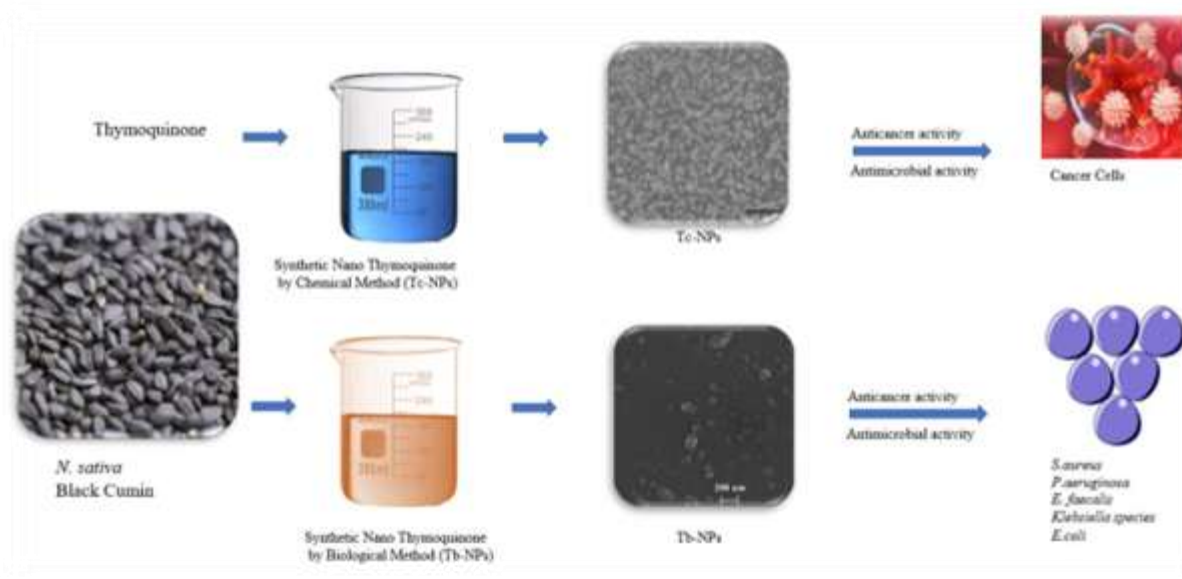 Thymoquinone
Synthetic Nano Thymoquinone
by Chemical Method (Tc-NPs)
Tc-NPs
Anticancer activity
Antimicrobial activity
Cancer Cells
N. sativa
Black Cumin
Synthetic Nano Thymoquinone
by Biological Method (Tb-NPs)
Tb-NPs
Anticancer activity
Antimicrobial activity
S.aureus
P.aeruginosa
E. faecalis
Klebsiella species
E.coli